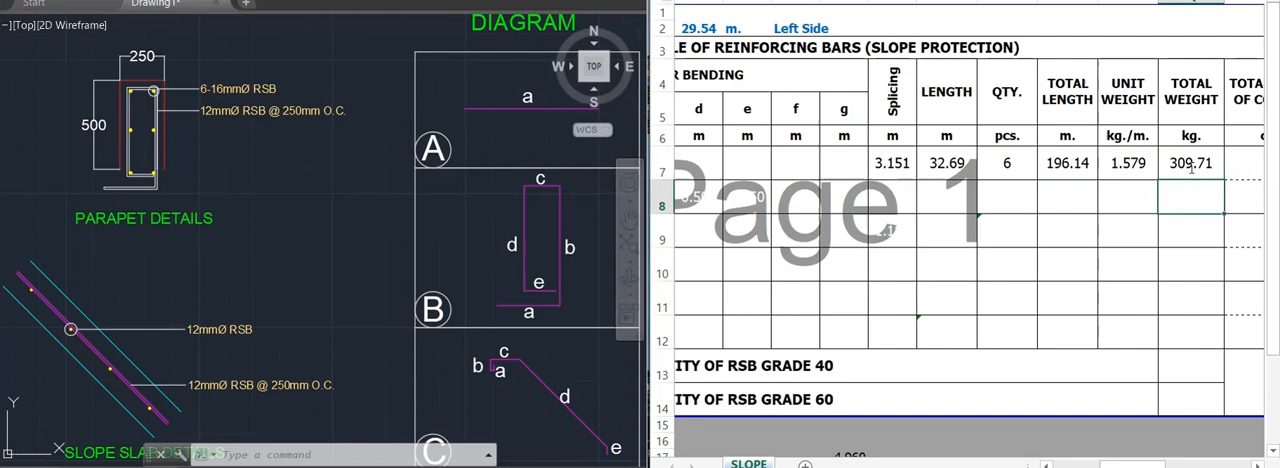 Start
Drawing1*
−][Top][2D Wireframe]
250
6-16mmØ RSB
12mmØ RSB @ 250mm O.C.
500
PARAPET DETAILS
12mmØ RSB
12mmØ RSB @ 250mm O.C.
SLOPE SLAB DETAILS
Y
X
DIAGRAM
N
W
TOP
E
S
WCS
a
A
c
d
b
e
a
B
c
b
a
d
e
C
Type a command
1
2 29.54 m. Left Side
3 LE OF REINFORCING BARS (SLOPE PROTECTION)
4 R BENDING Splicing LENGTH QTY. TOTAL LENGTH UNIT WEIGHT TOTAL WEIGHT TOTA
5 d e f g OF C
6 m m m m m m pcs. m. kg./m. kg.
7 3.151 32.69 6 196.14 1.579 309.71
8
9
10
11
12
13 ITY OF RSB GRADE 40
14 ITY OF RSB GRADE 60
15
16
17
Page 1
SLOPE